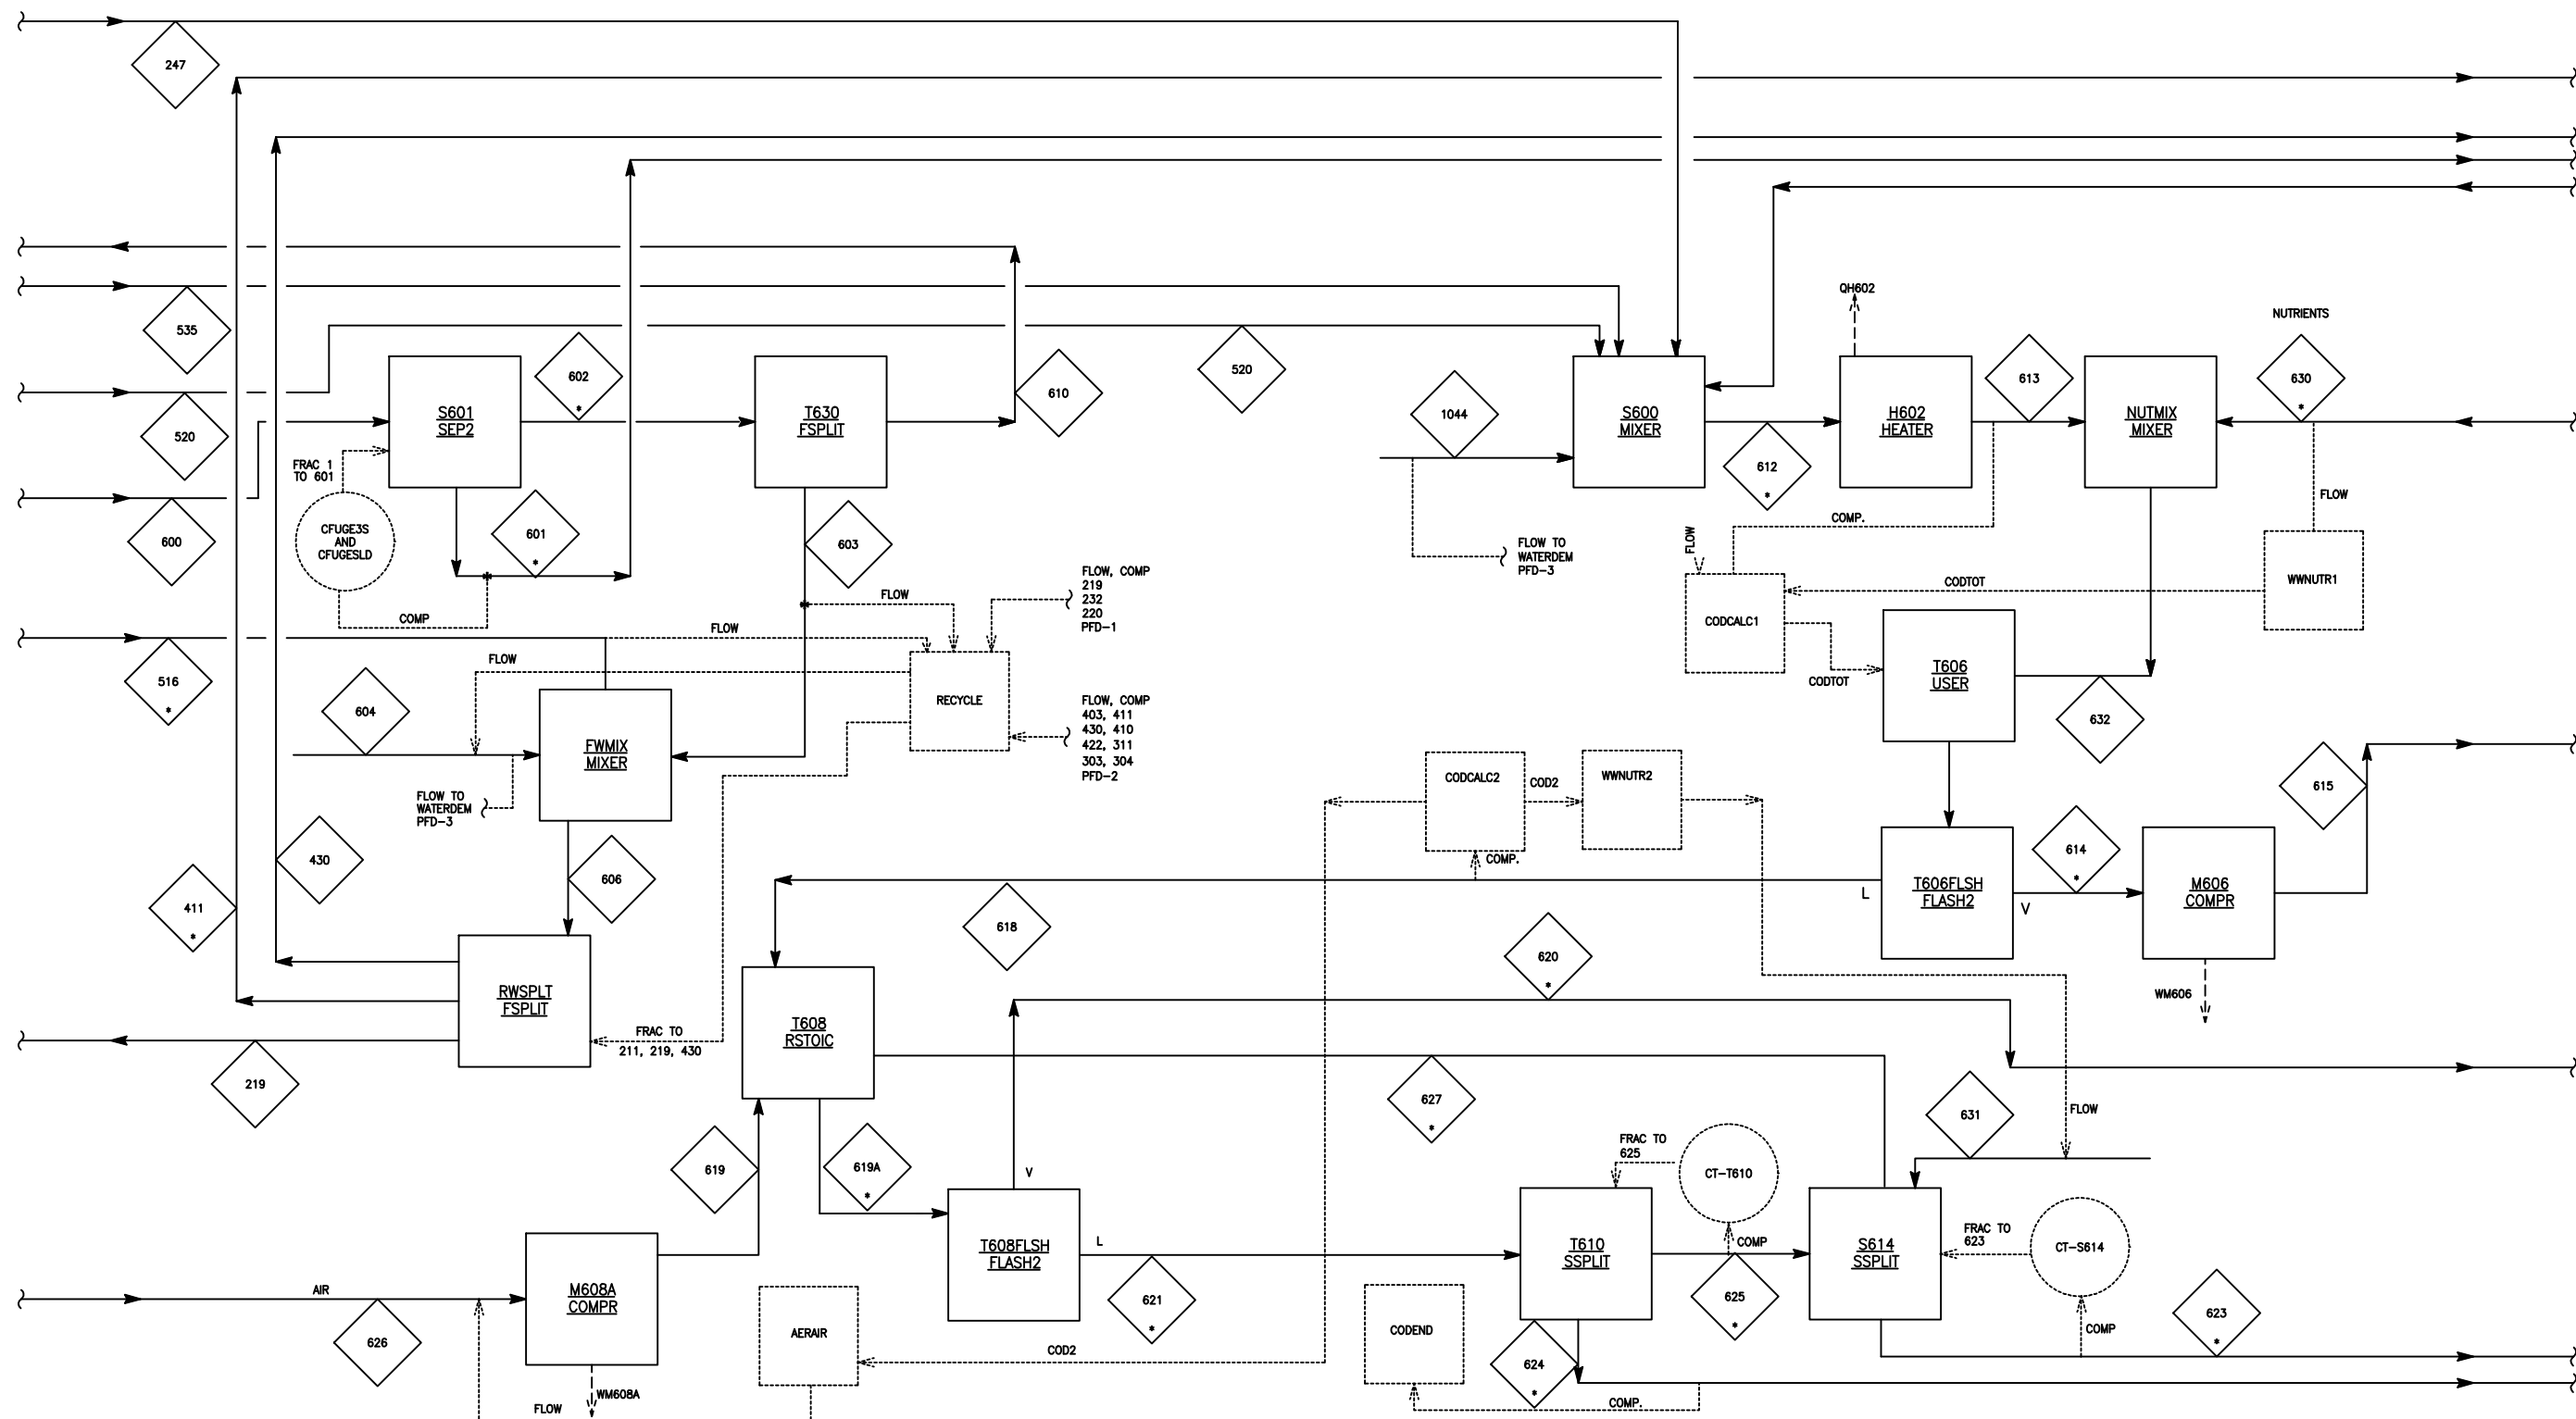 247
535
520
600
S601
SEP2
602
*
T630
FSPLIT
610
520
FRAC 1
TO 601
CFUGE3S
AND
CFUGESLD
COMP
601
*
603
1044
S600
MIXER
612
*
QH602
H602
HEATER
613
NUTMIX
MIXER
NUTRIENTS
630
*
FLOW
FLOW TO
WATERDEM
PFD-3
FLOW
COMP.
CODCALC1
CODTOT
WWNUTR1
CODTOT
T606
USER
632
516
*
FLOW
FLOW
FLOW
FLOW, COMP
219
232
220
PFD-1
RECYCLE
FLOW, COMP
403, 411
430, 410
422, 311
303, 304
PFD-2
604
FWMIX
MIXER
FLOW TO
WATERDEM
PFD-3
606
430
411
*
RWSPLT
FSPLIT
219
FRAC TO
211, 219, 430
CODCALC2
COD2
WWNUTR2
COMP.
618
L
T606FLSH
FLASH2
V
614
*
M606
COMPR
615
WM606
620
*
T608
RSTOIC
627
*
631
FLOW
619
619A
*
V
T608FLSH
FLASH2
L
621
*
FRAC TO
625
CT-T610
COMP
T610
SSPLIT
625
*
S614
SSPLIT
FRAC TO
623
CT-S614
COMP
623
*
AIR
626
M608A
COMPR
WM608A
FLOW
AERAIR
COD2
CODEND
624
*
COMP.